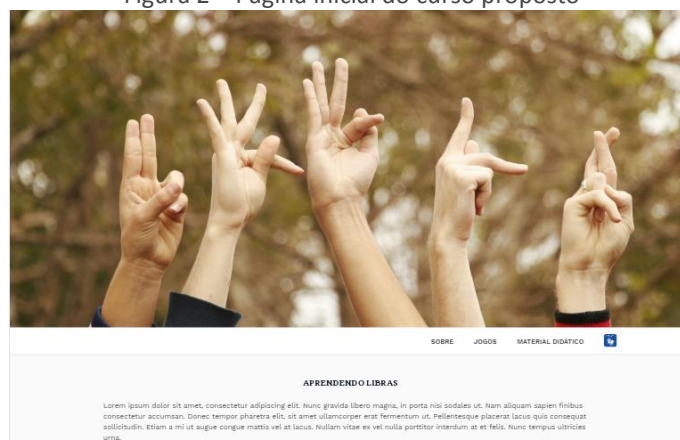 Figura 2 – Página inicial do curso proposto
SOBRE JOGOS MATERIAL DIDÁTICO
APRENDENDO LIBRAS
Lorem ipsum dolor sit amet, consectetur adipiscing elit. Nunc gravida libero magna, in porta nisi sodales ut. Nam aliquam sapien finibus
consectetur accumsan. Donec tempor pharetra elit, sit amet ullamcorper erat fermentum ut. Pellentesque placerat lacus quis consequat
sollicitudin. Etiam a mi ut augue congue mattis vel at lacus. Nullam vitae ex vel nulla porttitor interdum at et felis. Nunc tempus ultricies
urna.